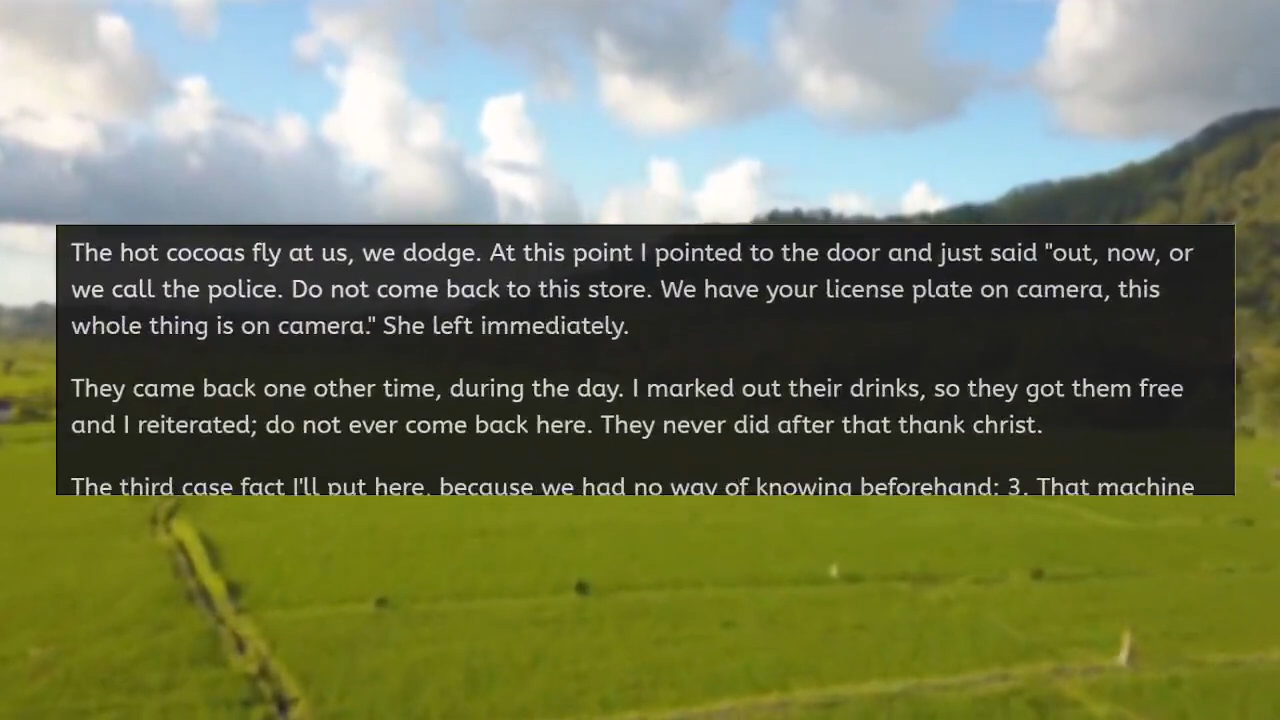 The hot cocoas fly at us, we dodge. At this point I pointed to the door and just said "out, now, or
we call the police. Do not come back to this store. We have your license plate on camera, this
whole thing is on camera." She left immediately.
They came back one other time, during the day. I marked out their drinks, so they got them free
and I reiterated; do not ever come back here. They never did after that thank christ.
The third case fact I'll put here, because we had no way of knowing beforehand: 3. That machine